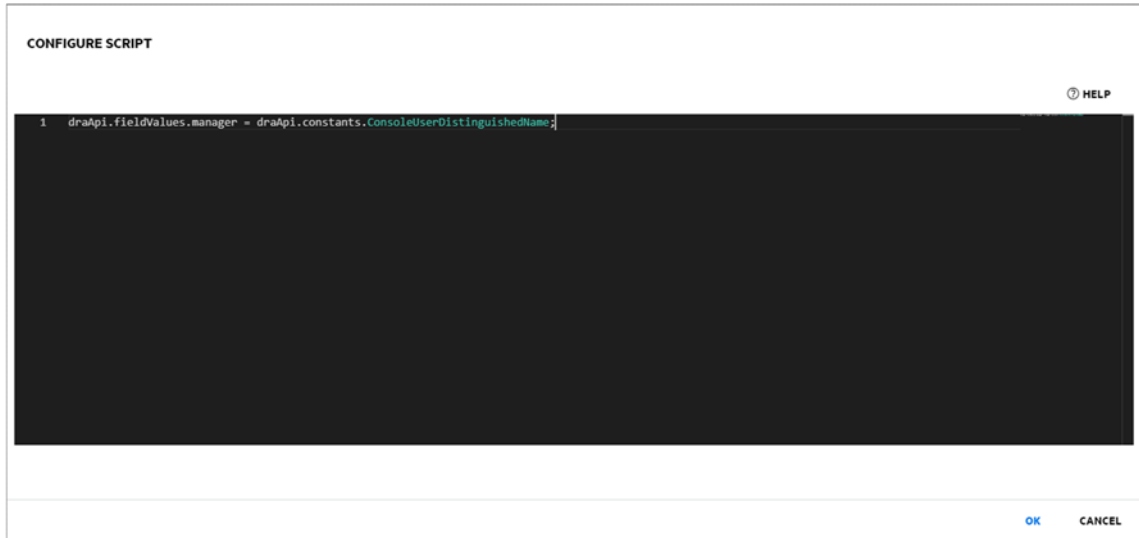 CONFIGURE SCRIPT
HELP
1 draApi.fieldValues.manager = draApi.constants.ConsoleUserDistinguishedName;
OK CANCEL